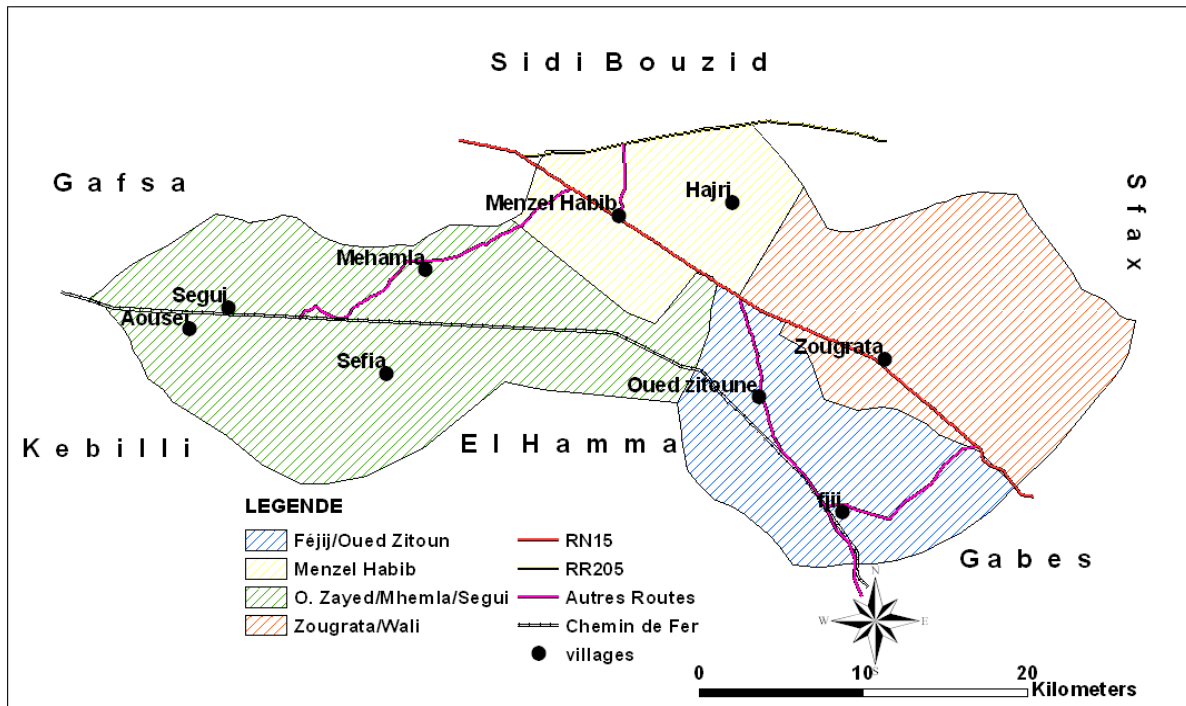 Sidi Bouzid
Gafsa
Sfax
Hajri
Menzel Habib
Mehamla
Segui
Aousej
Sefia
Zougrata
Oued zitoune
Kebilli
El Hamma
fiji
Gabes
LEGENDE
Féjij/Oued Zitoun
Menzel Habib
O. Zayed/Mhemla/Segui
Zougrata/Wali
RN15
RR205
Autres Routes
Chemin de Fer
villages
N
W E
S
0 10 20
Kilometers